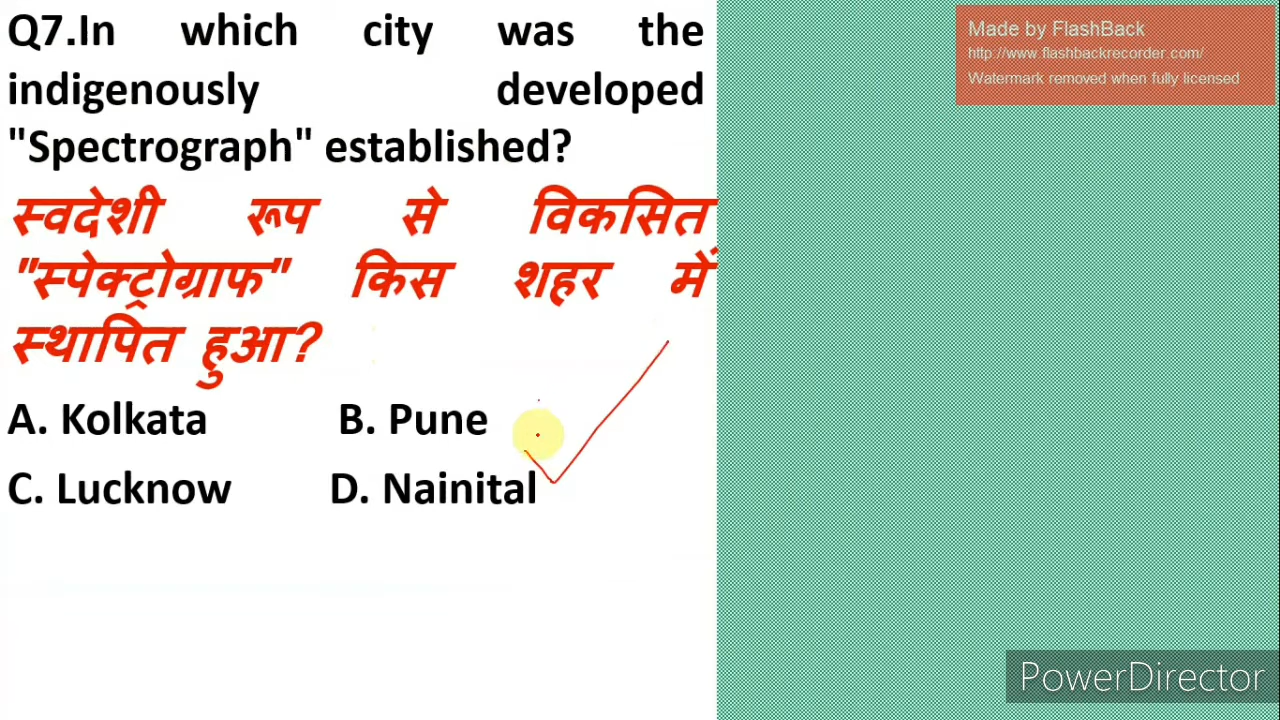 Q7.In which city was the
indigenously developed
"Spectrograph" established?
स्वदेशी रूप से विकसित
"स्पेक्ट्रोग्राफ" किस शहर में
स्थापित हुआ?
A. Kolkata B. Pune
C. Lucknow D. Nainital
Made by FlashBack
http://www.flashbackrecorder.com/
Watermark removed when fully licensed
PowerDirector